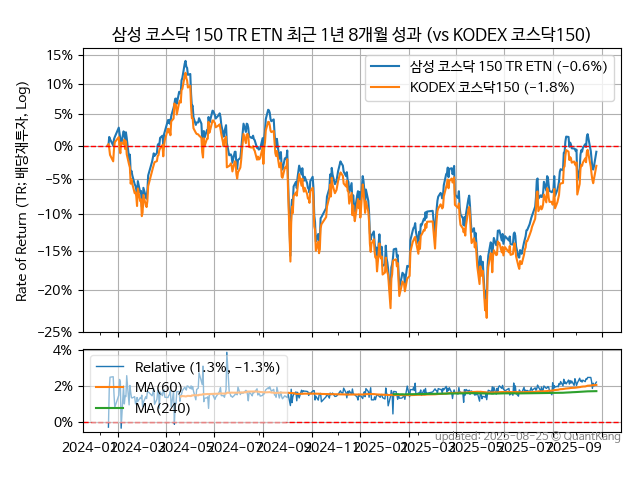 삼성 코스닥 150 TR ETN 최근 1년 8개월 성과 (vs KODEX 코스닥150)
Rate of Return (TR: 배당재투자, Log)
15%
10%
5%
0%
−5%
−10%
−15%
−20%
−25%
삼성 코스닥 150 TR ETN (−0.6%)
KODEX 코스닥150 (−1.8%)
4%
2%
0%
Relative (1.3%, −1.3%)
MA(60)
MA(240)
2024-01 2024-03 2024-05 2024-07 2024-09 2024-11 2025-01 2025-03 2025-05 2025-07 2025-09
updated: 2025-08-25 © QuantKang